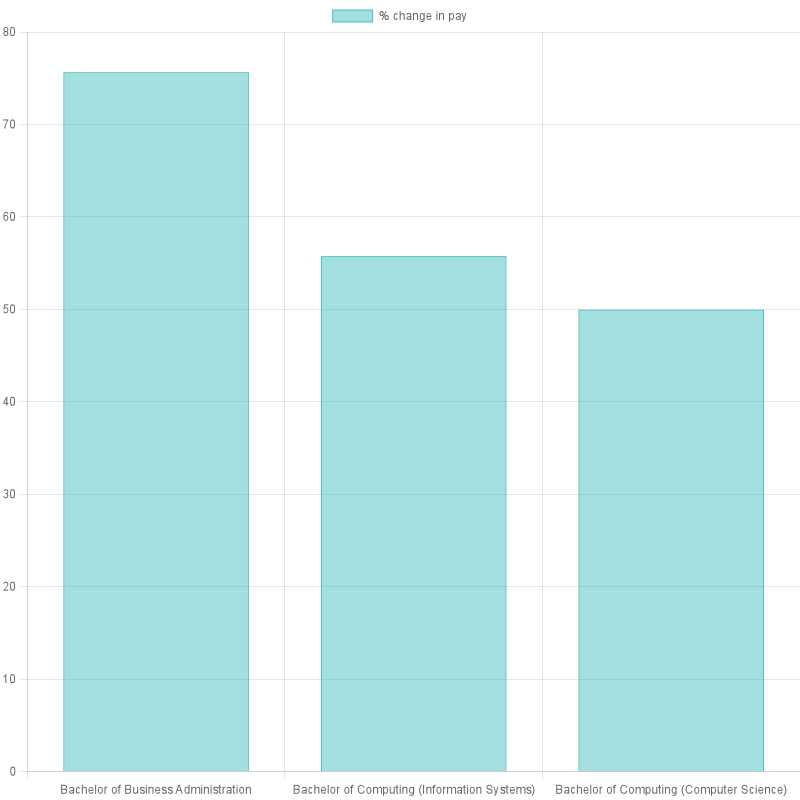 % change in pay
80
70
60
50
40
30
20
10
0
Bachelor of Business Administration
Bachelor of Computing (Information Systems)
Bachelor of Computing (Computer Science)